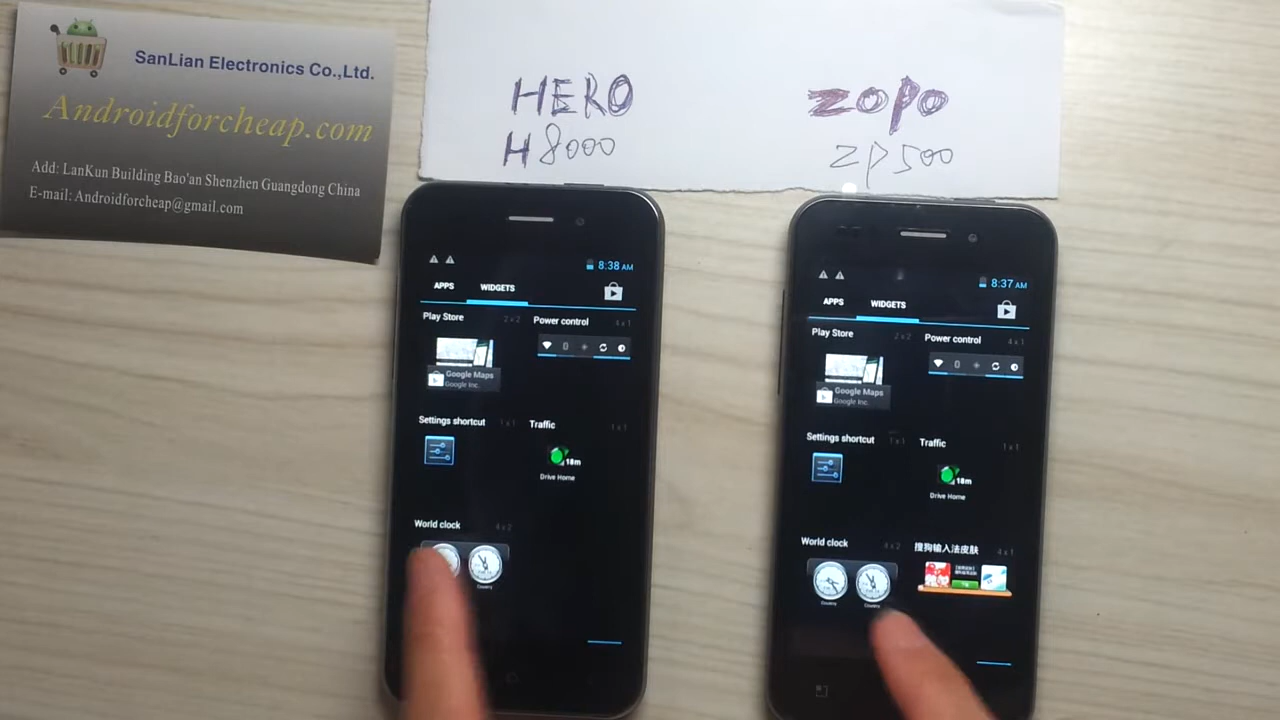 SanLian Electronics Co.,Ltd.
Androidforcheap.com
Add: LanKun Building Bao'an Shenzhen Guangdong China
E-mail: Androidforcheap@gmail.com
HERO
H8000
ZOPO
ZP500
8:38 AM
APPS WIDGETS
Play Store 2 x 2
Power control 4 x 1
Google Maps
Google Inc.
Settings shortcut 1 x 1
Traffic 1 x 1
18m
Drive Home
World clock 4 x 2
Country
8:37 AM
APPS WIDGETS
Play Store 2 x 2
Power control 4 x 1
Google Maps
Google Inc.
Settings shortcut 1 x 1
Traffic 1 x 1
18m
Drive Home
World clock 4 x 2
搜狗输入法皮肤 4 x 1
Country Country